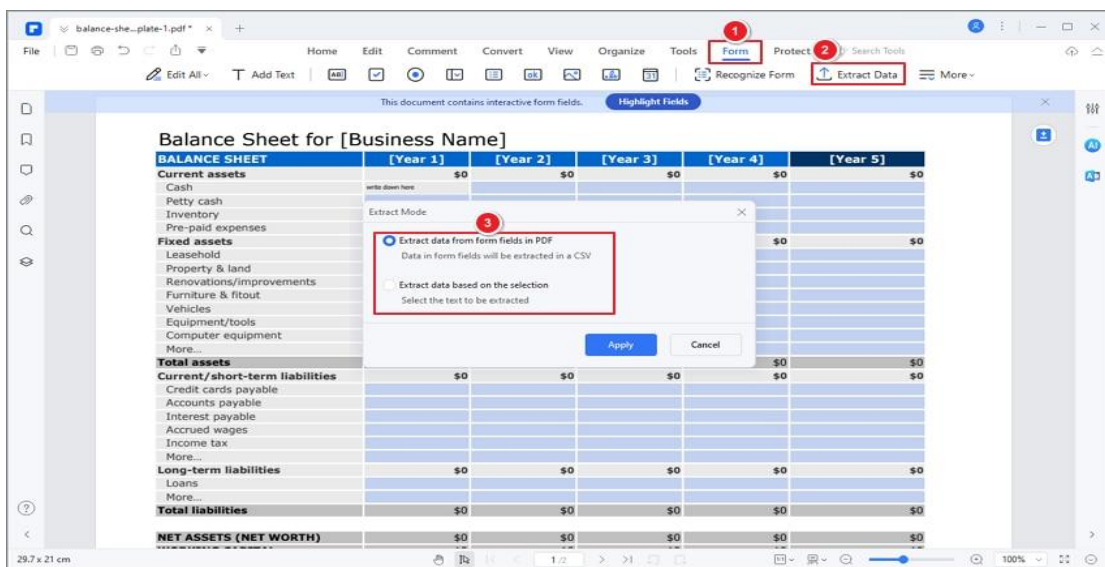 balance-she...plate-1.pdf *
File Home Edit Comment Convert View Organize Tools Form Protect Search Tools
1
2
Edit All Add Text Recognize Form Extract Data More
This document contains interactive form fields. Highlight Fields
Balance Sheet for [Business Name]
BALANCE SHEET [Year 1] [Year 2] [Year 3] [Year 4] [Year 5]
Current assets $0 $0 $0 $0 $0
Cash write down here
Petty cash
Inventory
Pre-paid expenses
Fixed assets $0 $0
Leasehold
Property & land
Renovations/improvements
Furniture & fitout
Vehicles
Equipment/tools
Computer equipment
More...
Extract Mode
3
Extract data from form fields in PDF
Data in form fields will be extracted in a CSV
Extract data based on the selection
Select the text to be extracted
Apply Cancel
Total assets $0 $0
Current/short-term liabilities $0 $0 $0 $0 $0
Credit cards payable
Accounts payable
Interest payable
Accrued wages
Income tax
More...
Long-term liabilities $0 $0 $0 $0 $0
Loans
More...
Total liabilities $0 $0 $0 $0 $0
NET ASSETS (NET WORTH) $0 $0 $0 $0 $0
29.7 x 21 cm 1 /2 100%